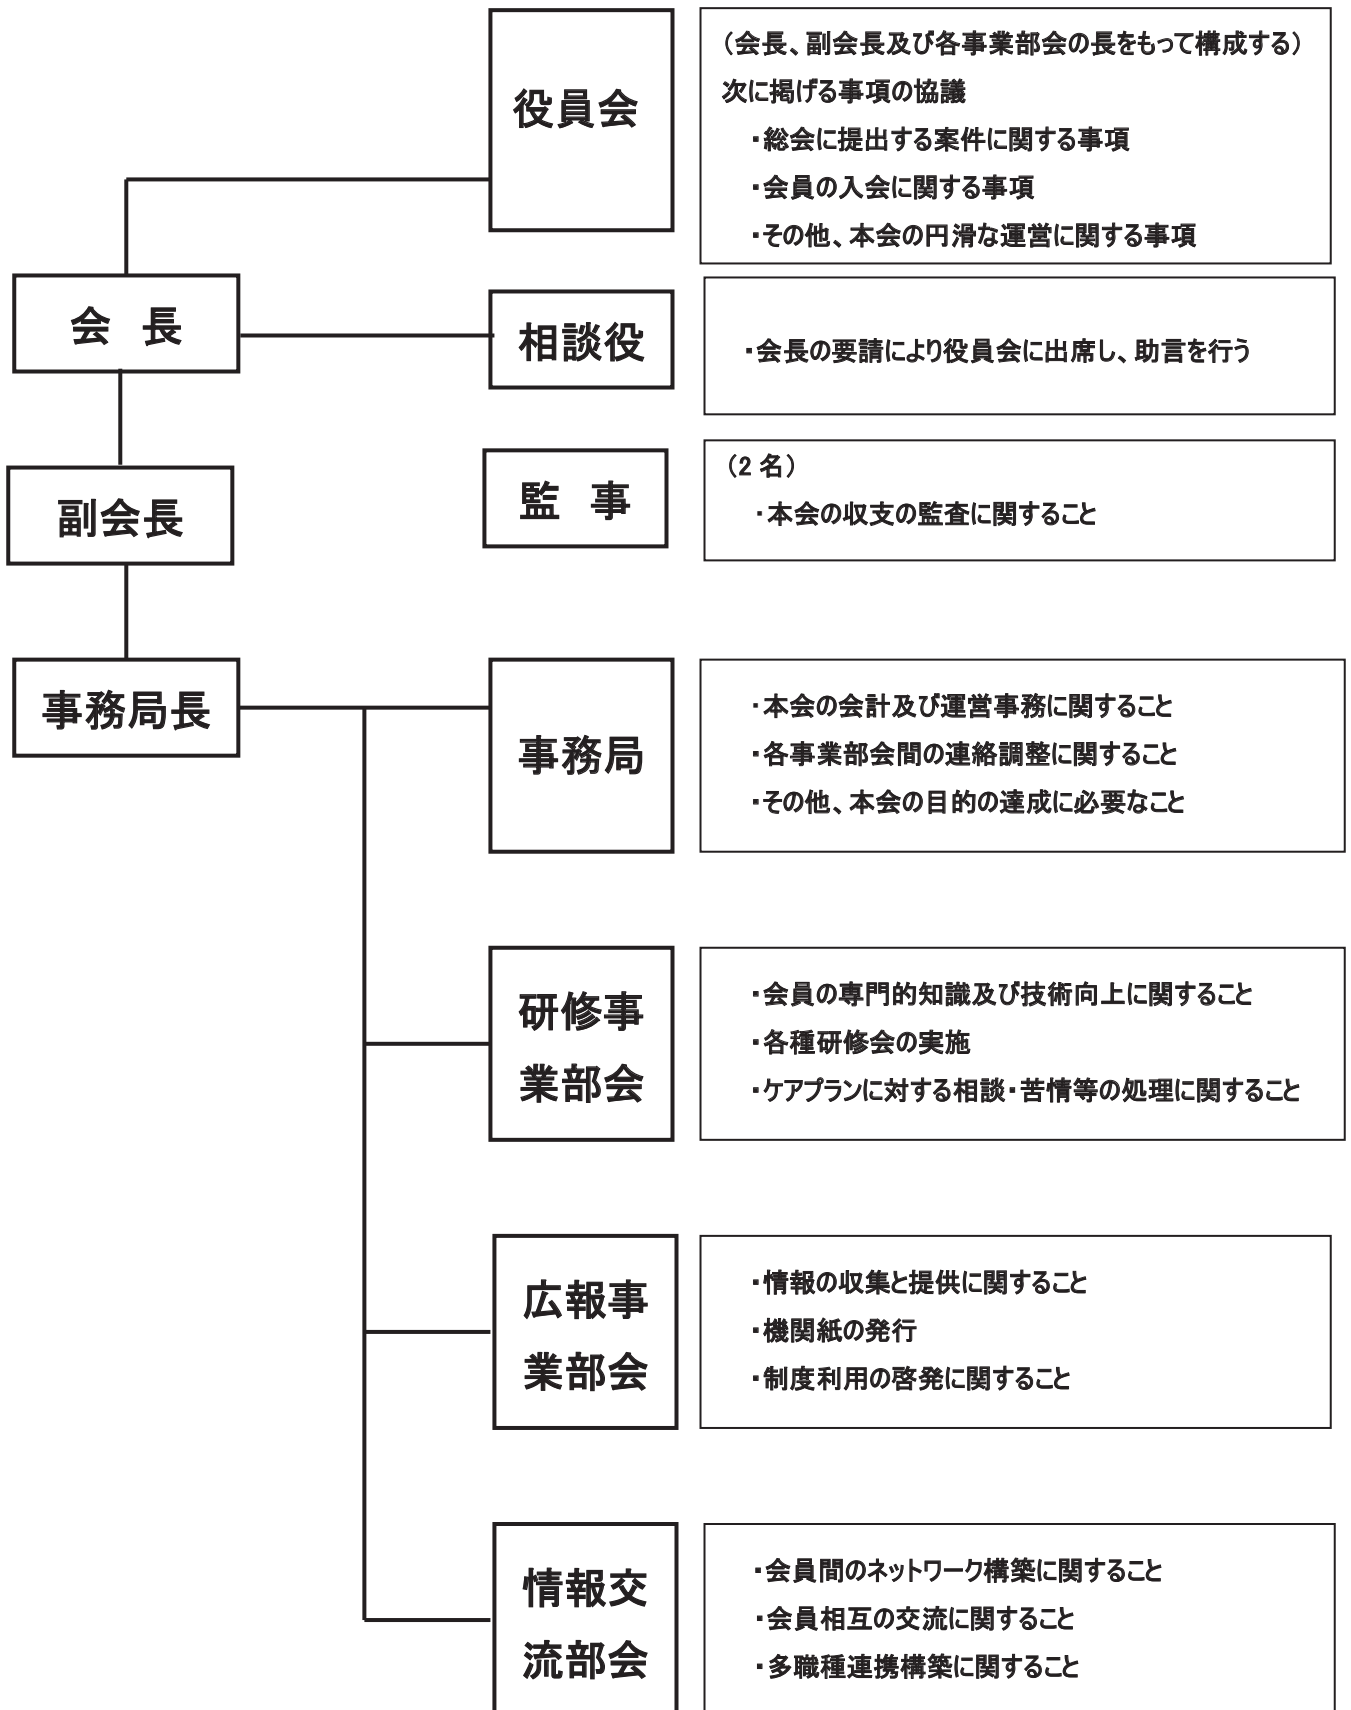 役員会
（会長、副会長及び各事業部会の長をもって構成する）
次に掲げる事項の協議
・総会に提出する案件に関する事項
・会員の入会に関する事項
・その他、本会の円滑な運営に関する事項
会　長
相談役
・会長の要請により役員会に出席し、助言を行う
副会長
監　事
（2 名）
・本会の収支の監査に関すること
事務局長
事務局
・本会の会計及び運営事務に関すること
・各事業部会間の連絡調整に関すること
・その他、本会の目的の達成に必要なこと
研修事
業部会
・会員の専門的知識及び技術向上に関すること
・各種研修会の実施
・ケアプランに対する相談・苦情等の処理に関すること
広報事
業部会
・情報の収集と提供に関すること
・機関紙の発行
・制度利用の啓発に関すること
情報交
流部会
・会員間のネットワーク構築に関すること
・会員相互の交流に関すること
・多職種連携構築に関すること